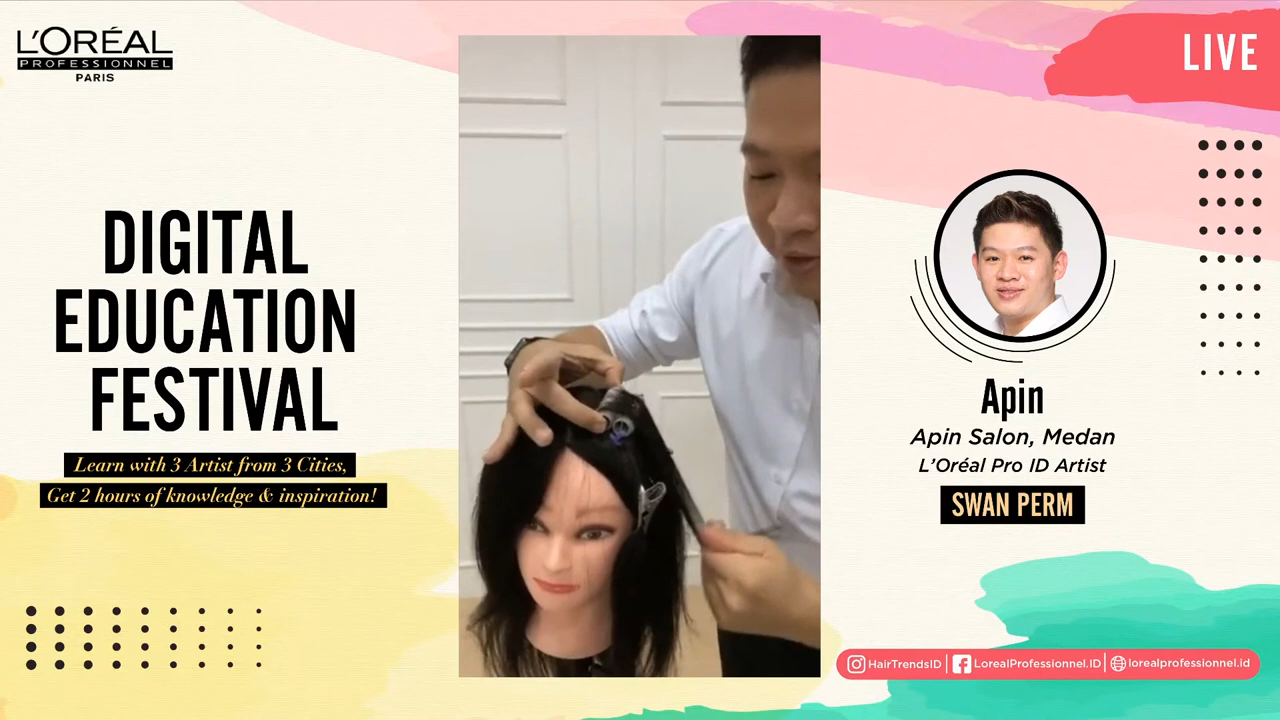 L'ORÉAL
PROFESSIONNEL
PARIS
LIVE
DIGITAL
EDUCATION
FESTIVAL
Learn with 3 Artist from 3 Cities,
Get 2 hours of knowledge & inspiration!
Apin
Apin Salon, Medan
L'Oréal Pro ID Artist
SWAN PERM
HairTrendsID | LorealProfessionnel.ID | lorealprofessionnel.id